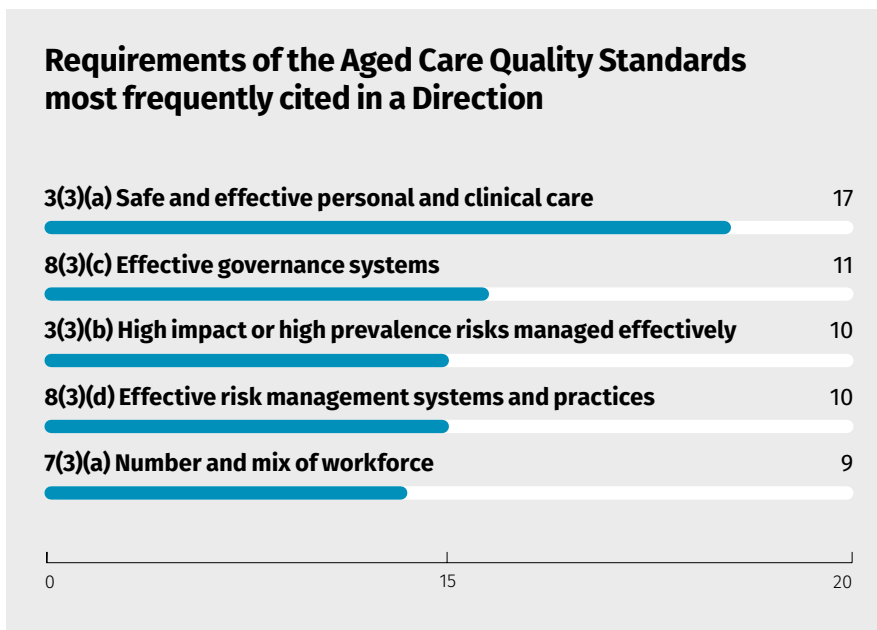 Requirements of the Aged Care Quality Standards
most frequently cited in a Direction
3(3)(a) Safe and effective personal and clinical care 17
8(3)(c) Effective governance systems 11
3(3)(b) High impact or high prevalence risks managed effectively 10
8(3)(d) Effective risk management systems and practices 10
7(3)(a) Number and mix of workforce 9
0 15 20